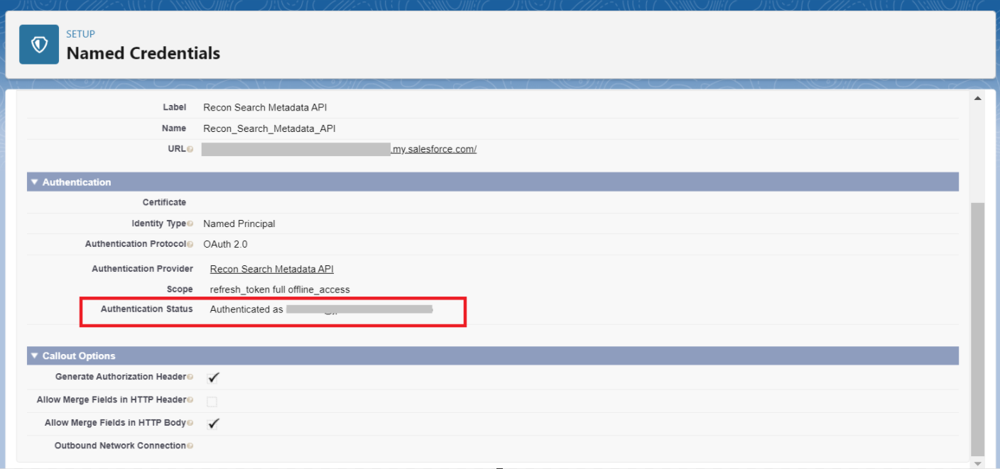 SETUP
Named Credentials
Label Recon Search Metadata API
Name Recon_Search_Metadata_API
URL .my.salesforce.com/
Authentication
Certificate
Identity Type Named Principal
Authentication Protocol OAuth 2.0
Authentication Provider Recon Search Metadata API
Scope refresh_token full offline_access
Authentication Status Authenticated as
Callout Options
Generate Authorization Header
Allow Merge Fields in HTTP Header
Allow Merge Fields in HTTP Body
Outbound Network Connection